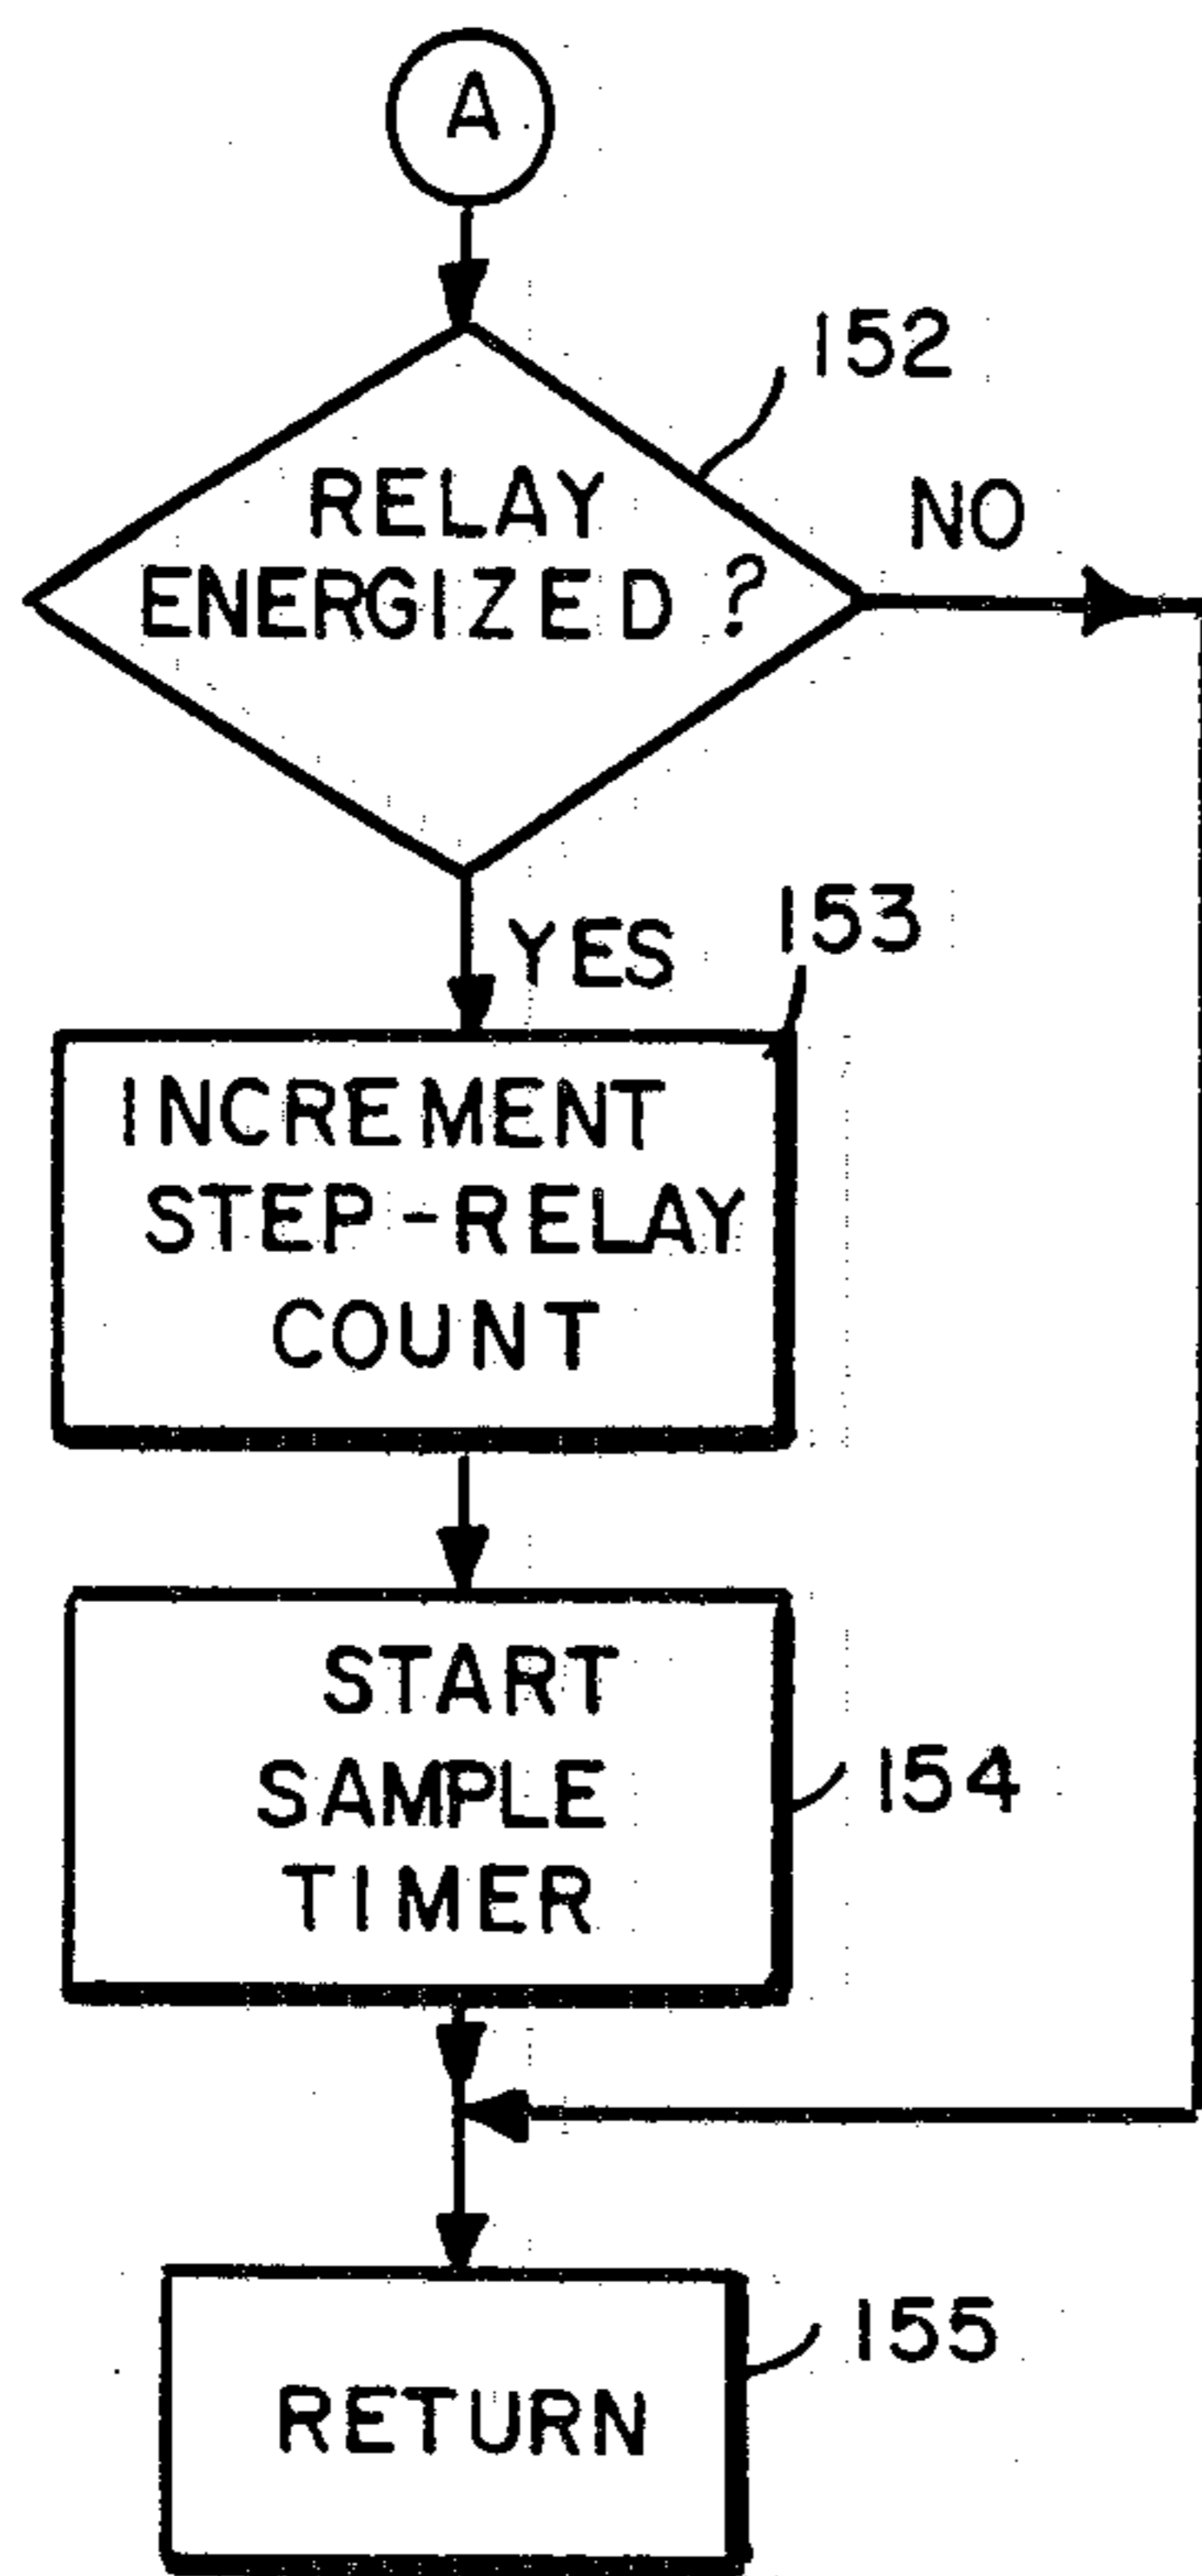 A
152
RELAY
ENERGIZED ?
NO
YES
153
INCREMENT
STEP-RELAY
COUNT
START
SAMPLE
TIMER
154
155
RETURN